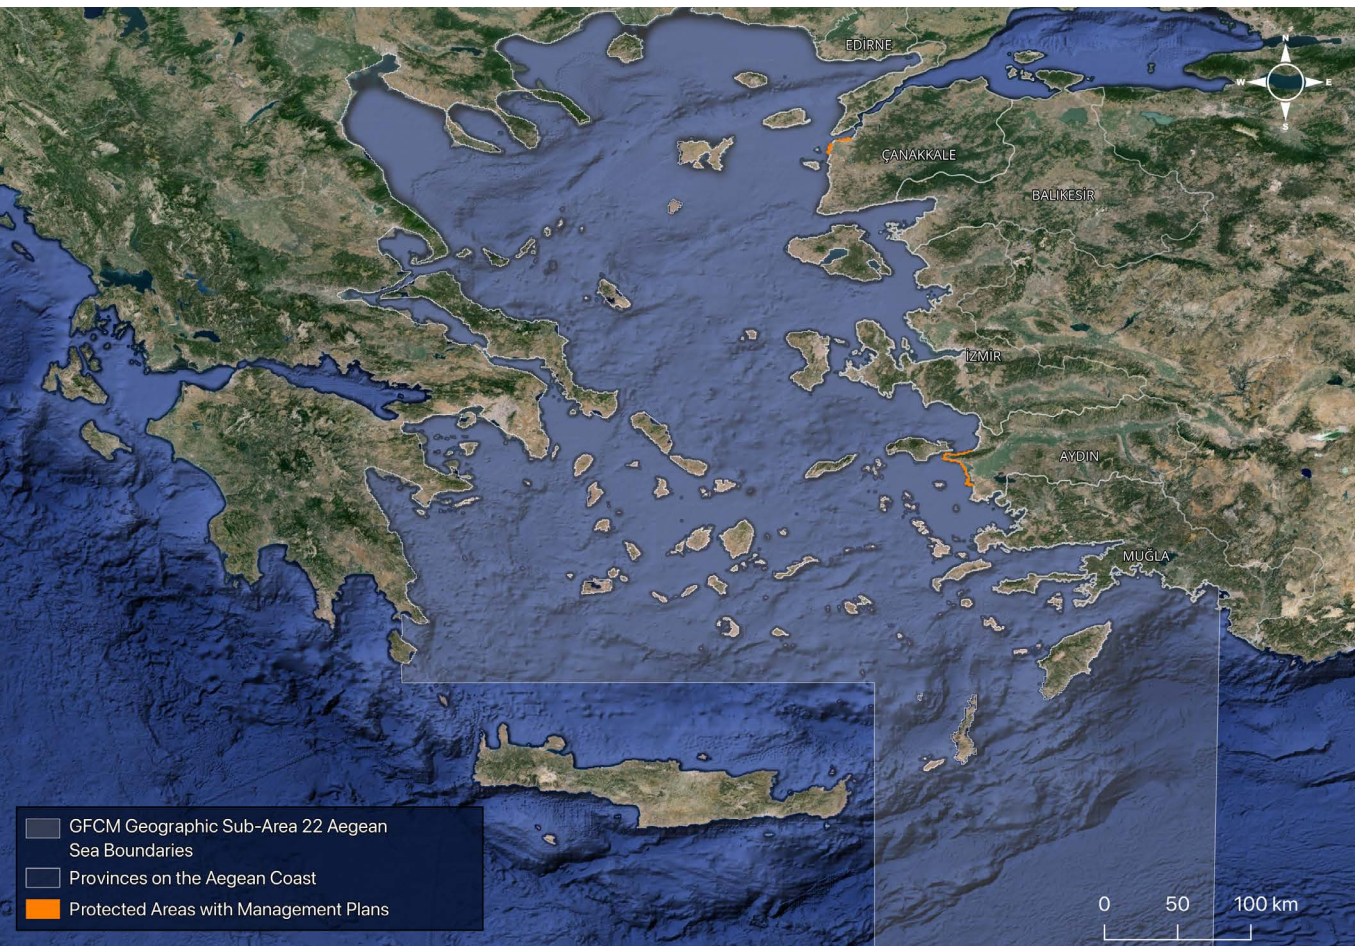 EDİRNE
N
W
E
S
ÇANAKKALE
BALIKESİR
İZMİR
AYDIN
MUĞLA
GFCM Geographic Sub-Area 22 Aegean
Sea Boundaries
Provinces on the Aegean Coast
Protected Areas with Management Plans
0 50 100 km